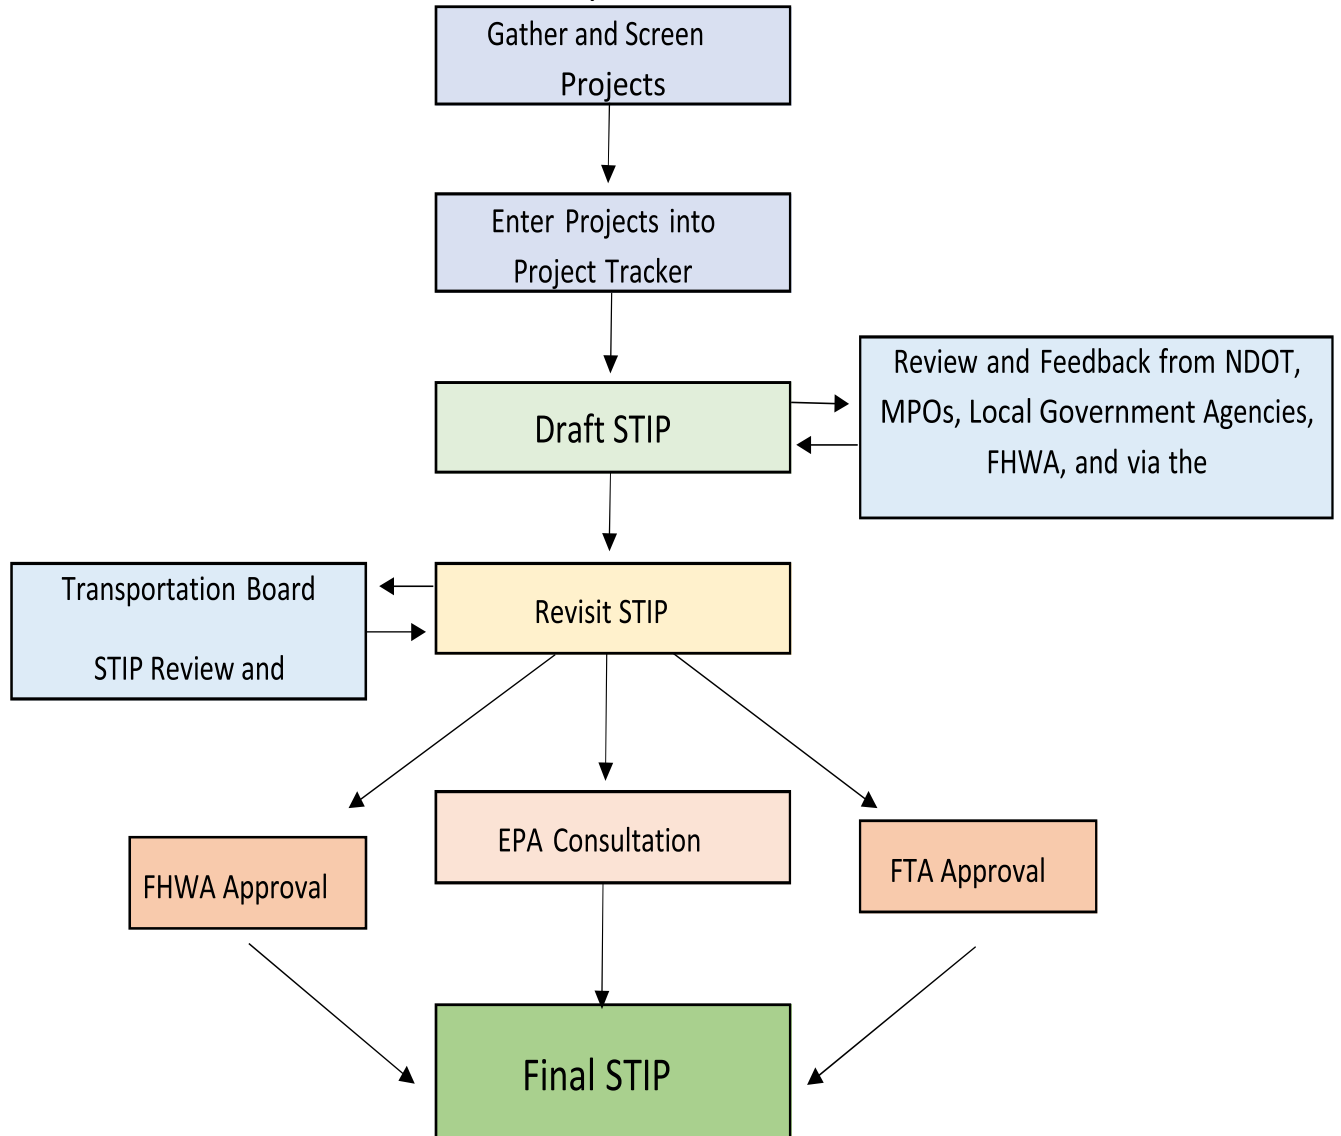 Gather and Screen
Projects
Enter Projects into
Project Tracker
Draft STIP
Review and Feedback from NDOT,
MPOs, Local Government Agencies,
FHWA, and via the
Transportation Board
STIP Review and
Revisit STIP
FHWA Approval
EPA Consultation
FTA Approval
Final STIP